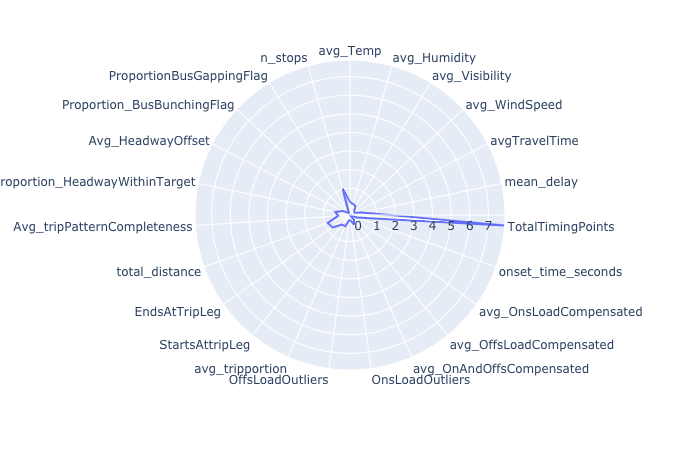 avg_Temp
avg_Humidity
avg_Visibility
avg_WindSpeed
avgTravelTime
mean_delay
TotalTimingPoints
onset_time_seconds
avg_OnsLoadCompensated
avg_OffsLoadCompensated
avg_OnAndOffsCompensated
OnsLoadOutliers
OffsLoadOutliers
avg_tripportion
StartsAttripLeg
EndsAtTripLeg
total_distance
Avg_tripPatternCompleteness
roportion_HeadwayWithinTarget
Avg_HeadwayOffset
Proportion_BusBunchingFlag
ProportionBusGappingFlag
n_stops
0 1 2 3 4 5 6 7